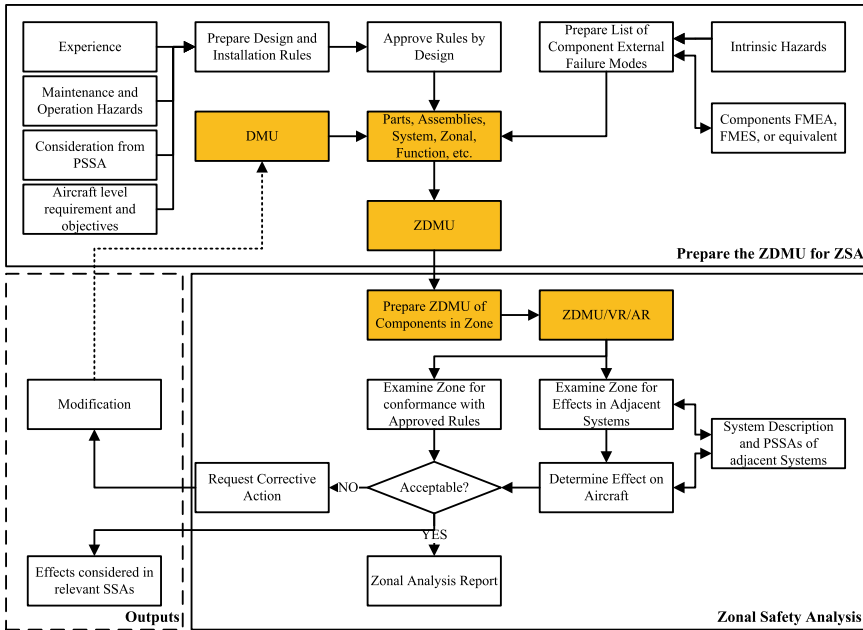 Experience
Prepare Design and
Installation Rules
Approve Rules by
Design
Prepare List of
Component External
Failure Modes
Intrinsic Hazards
Maintenance and
Operation Hazards
Components FMEA,
FMES, or equivalent
Consideration from
PSSA
DMU
Parts, Assemblies,
System, Zonal,
Function, etc.
Aircraft level
requirement and
objectives
ZDMU
Prepare the ZDMU for ZSA
Prepare ZDMU of
Components in Zone
ZDMU/VR/AR
Modification
Examine Zone for
conformance with
Approved Rules
Examine Zone for
Effects in Adjacent
Systems
System Description
and PSSAs of
adjacent Systems
Request Corrective
Action
NO
Acceptable?
Determine Effect on
Aircraft
YES
Effects considered in
relevant SSAs
Zonal Analysis Report
Outputs
Zonal Safety Analysis